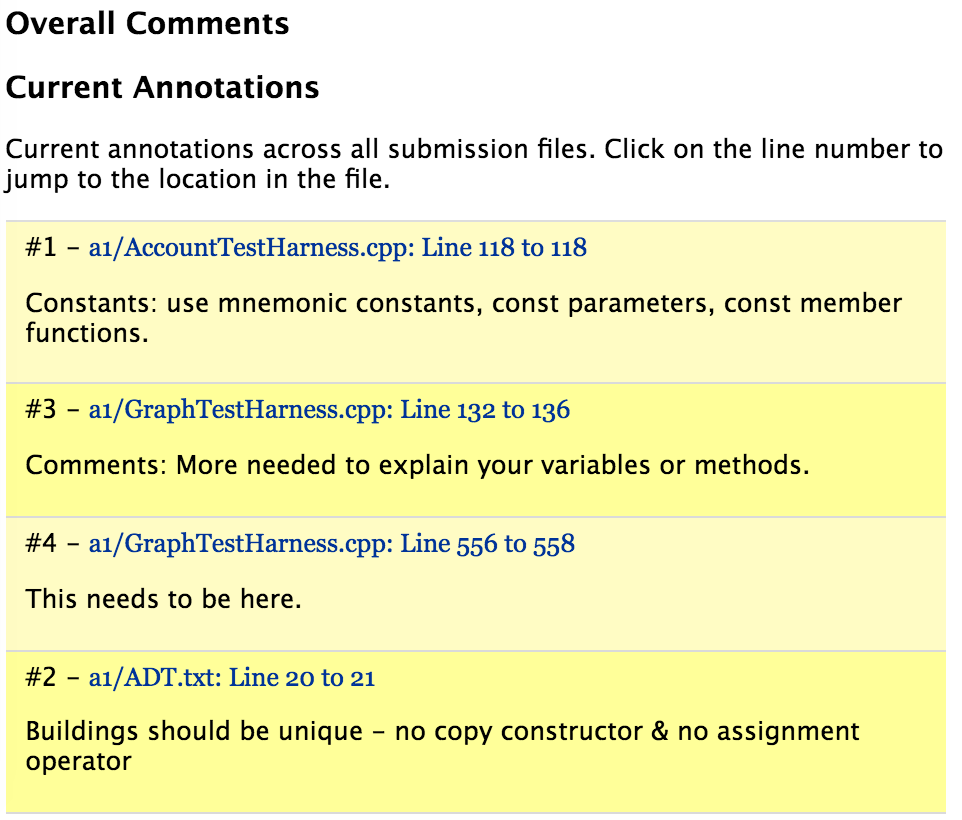 Overall Comments
Current Annotations
Current annotations across all submission files. Click on the line number to
jump to the location in the file.
#1 – a1/AccountTestHarness.cpp: Line 118 to 118
Constants: use mnemonic constants, const parameters, const member
functions.
#3 – a1/GraphTestHarness.cpp: Line 132 to 136
Comments: More needed to explain your variables or methods.
#4 – a1/GraphTestHarness.cpp: Line 556 to 558
This needs to be here.
#2 – a1/ADT.txt: Line 20 to 21
Buildings should be unique – no copy constructor & no assignment
operator